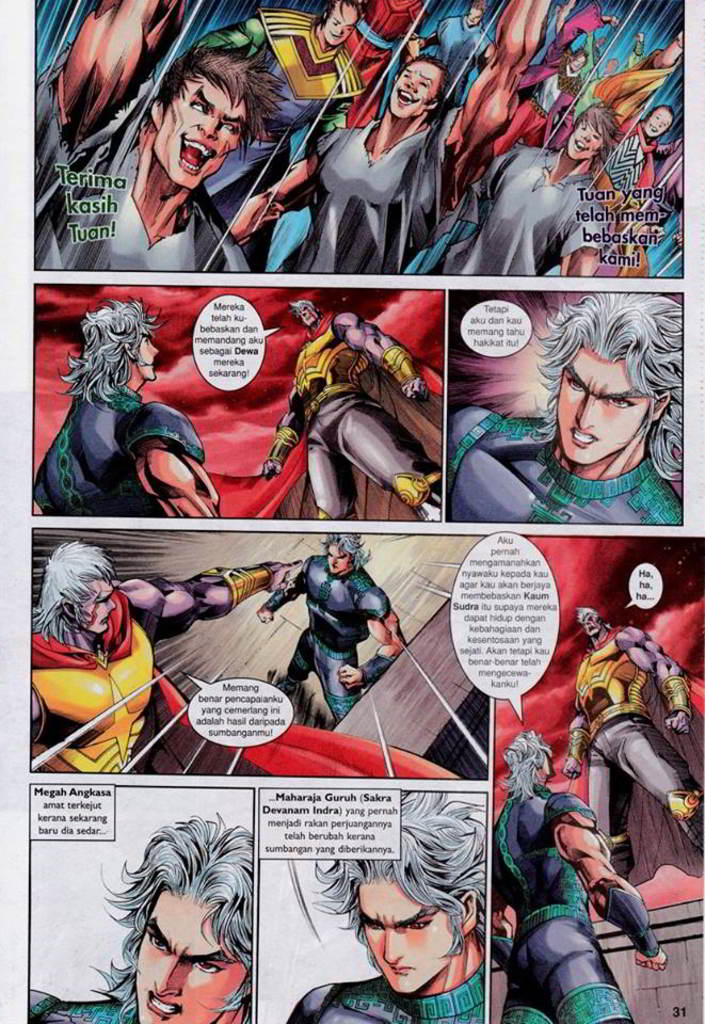 Terima
kasih
Tuan!
Tuan yang
telah mem-
bebaskan
kami!
Mereka
telah ku-
bebaskan dan
memandang aku
sebagai Dewa
mereka
sekarang!
Tetapi
aku dan kau
memang tahu
hakikat itu!
Memang
benar pencapaianku
yang cemerlang ini
adalah hasil daripada
sumbanganmu!
Aku
pernah
mengamanahkan
nyawaku kepada kau
agar kau akan berjaya
membebaskan Kaum
Sudra itu supaya mereka
dapat hidup dengan
kebahagiaan dan
kesentosaan yang
sejati. Akan tetapi kau
benar-benar telah
mengecewa-
kanku!
Ha,
ha,
ha...
Megah Angkasa
amat terkejut
kerana sekarang
baru dia sedar...
...Maharaja Guruh (Sakra
Devanam Indra) yang pernah
menjadi rakan perjuangannya
telah berubah kerana
sumbangan yang diberikannya.
31